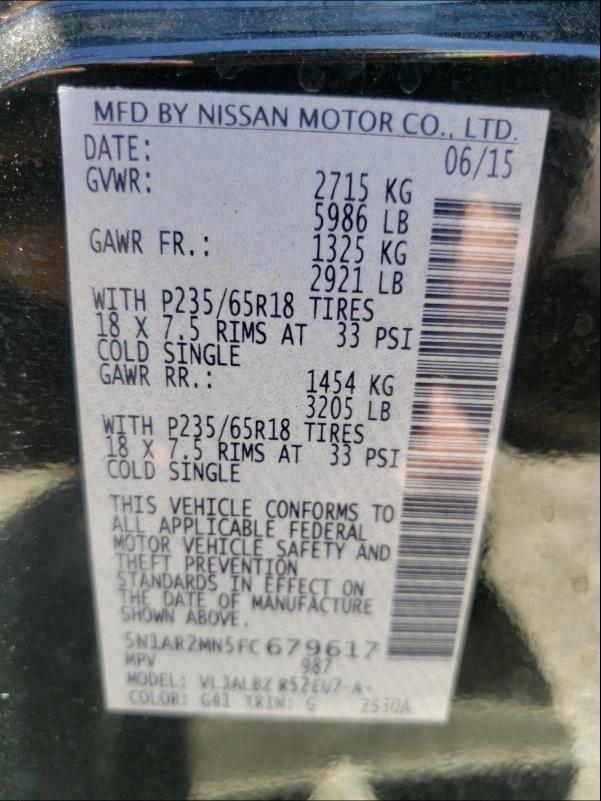 MFD BY NISSAN MOTOR CO., LTD.
DATE: 06/15
GVWR: 2715 KG
5986 LB
GAWR FR.: 1325 KG
2921 LB
WITH P235/65R18 TIRES
18 X 7.5 RIMS AT 33 PSI
COLD SINGLE
GAWR RR.: 1454 KG
3205 LB
WITH P235/65R18 TIRES
18 X 7.5 RIMS AT 33 PSI
COLD SINGLE
THIS VEHICLE CONFORMS TO
ALL APPLICABLE FEDERAL
MOTOR VEHICLE SAFETY AND
THEFT PREVENTION
STANDARDS IN EFFECT ON
THE DATE OF MANUFACTURE
SHOWN ABOVE.
5N1AR2MN5FC679617
MPV 987
MODEL: VL3ALBZ R52EU7-A-
COLOR: G41 TRIM: G 2S30A